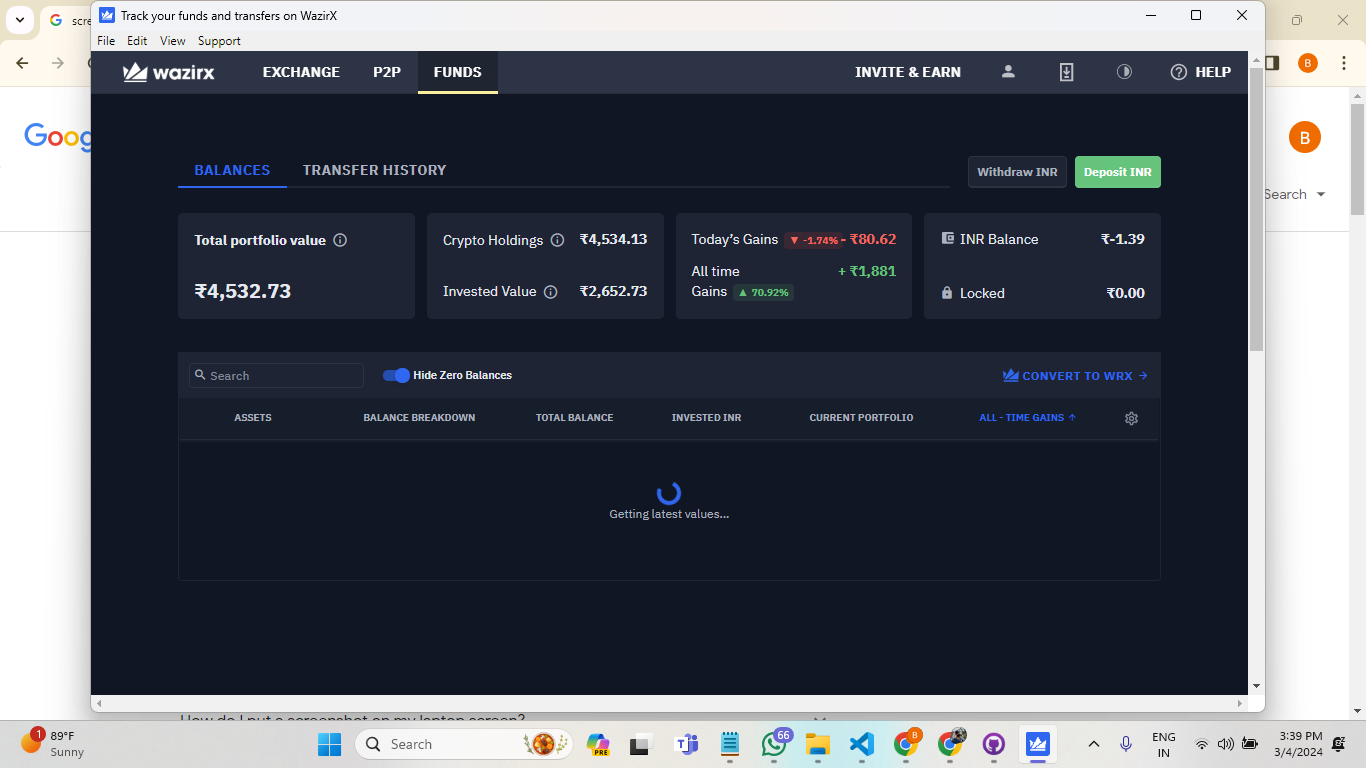 Track your funds and transfers on WazirX
scre
File Edit View Support
B
wazirx EXCHANGE P2P FUNDS INVITE & EARN HELP
Goog
B
BALANCES TRANSFER HISTORY Withdraw INR Deposit INR
Search
Total portfolio value
₹4,532.73
Crypto Holdings ₹4,534.13
Invested Value ₹2,652.73
Today's Gains ▼ -1.74% - ₹80.62
All time + ₹1,881
Gains ▲ 70.92%
INR Balance ₹-1.39
Locked ₹0.00
Search Hide Zero Balances CONVERT TO WRX →
ASSETS BALANCE BREAKDOWN TOTAL BALANCE INVESTED INR CURRENT PORTFOLIO ALL - TIME GAINS ↑
Getting latest values...
How do I put a screenshot on my laptop screen?
1
89°F
Sunny
Search
PRE
66
B
ENG
IN
3:39 PM
3/4/2024